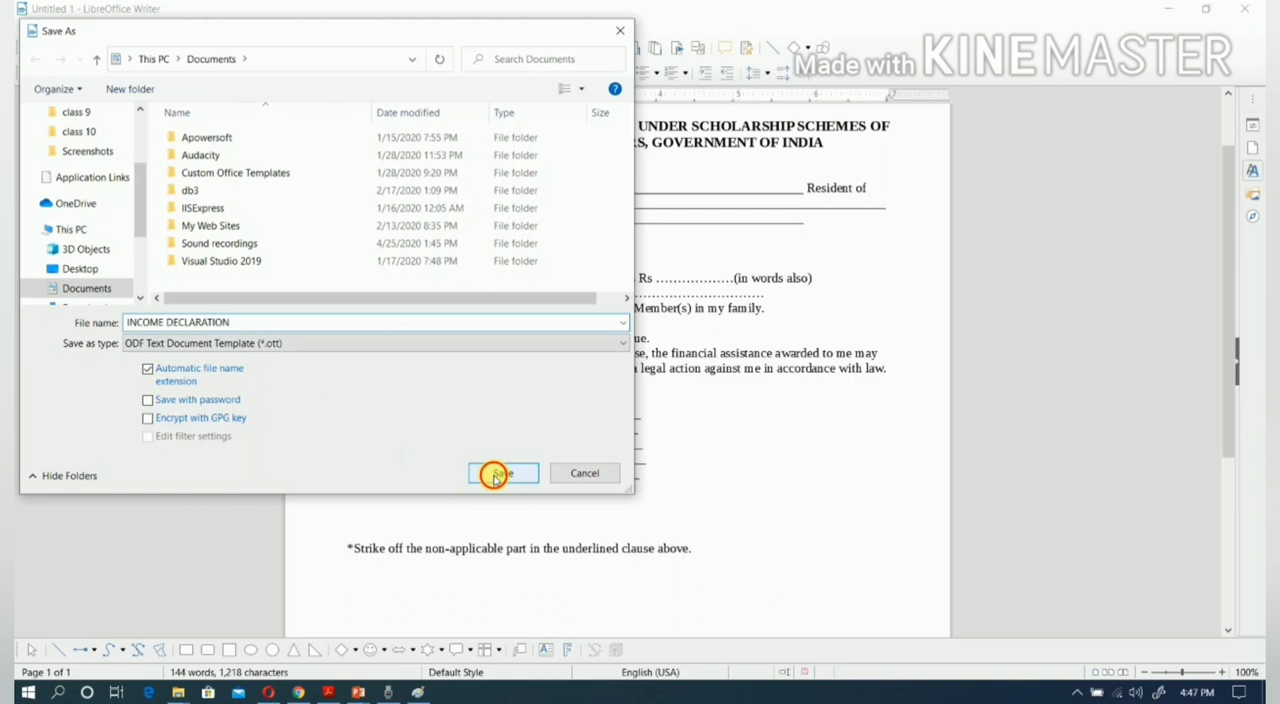 Untitled 1 - LibreOffice Writer
Save As
This PC
Documents
Search Documents
Made with KINEMASTER
Organize
New folder
class 9
class 10
Screenshots
Application Links
OneDrive
This PC
3D Objects
Desktop
Documents
Name
Date modified
Type
Size
Apowersoft 1/15/2020 7:55 PM File folder
Audacity 1/28/2020 11:53 PM File folder
Custom Office Templates 1/28/2020 9:20 PM File folder
db3 2/17/2020 1:09 PM File folder
IISExpress 1/16/2020 12:05 AM File folder
My Web Sites 2/13/2020 8:35 PM File folder
Sound recordings 4/25/2020 1:45 PM File folder
Visual Studio 2019 1/17/2020 7:48 PM File folder
File name: INCOME DECLARATION
Save as type: ODF Text Document Template (*.ott)
Automatic file name
extension
Save with password
Encrypt with GPG key
Edit filter settings
Hide Folders
Save
Cancel
4 5 6 7
UNDER SCHOLARSHIP SCHEMES OF
RS, GOVERNMENT OF INDIA
Resident of
Rs ………………(in words also)
Member(s) in my family.
ue.
se, the financial assistance awarded to me may
legal action against me in accordance with law.
*Strike off the non-applicable part in the underlined clause above.
Page 1 of 1
144 words, 1,218 characters
Default Style
English (USA)
100%
4:47 PM